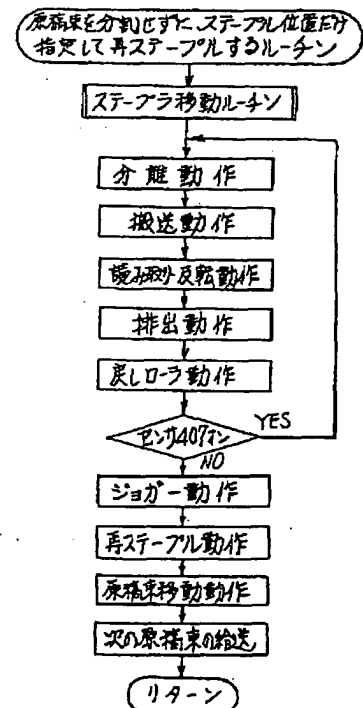 原稿束を分割せずに、ステープル位置だけ
指定して再ステープルするルーチン
ステープラ移動ルーチン
分離動作
搬送動作
読み取り反転動作
排出動作
戻しローラ動作
センサ407オン
YES
NO
ジョガー動作
再ステープル動作
原稿束移動動作
次の原稿束の給送
リターン